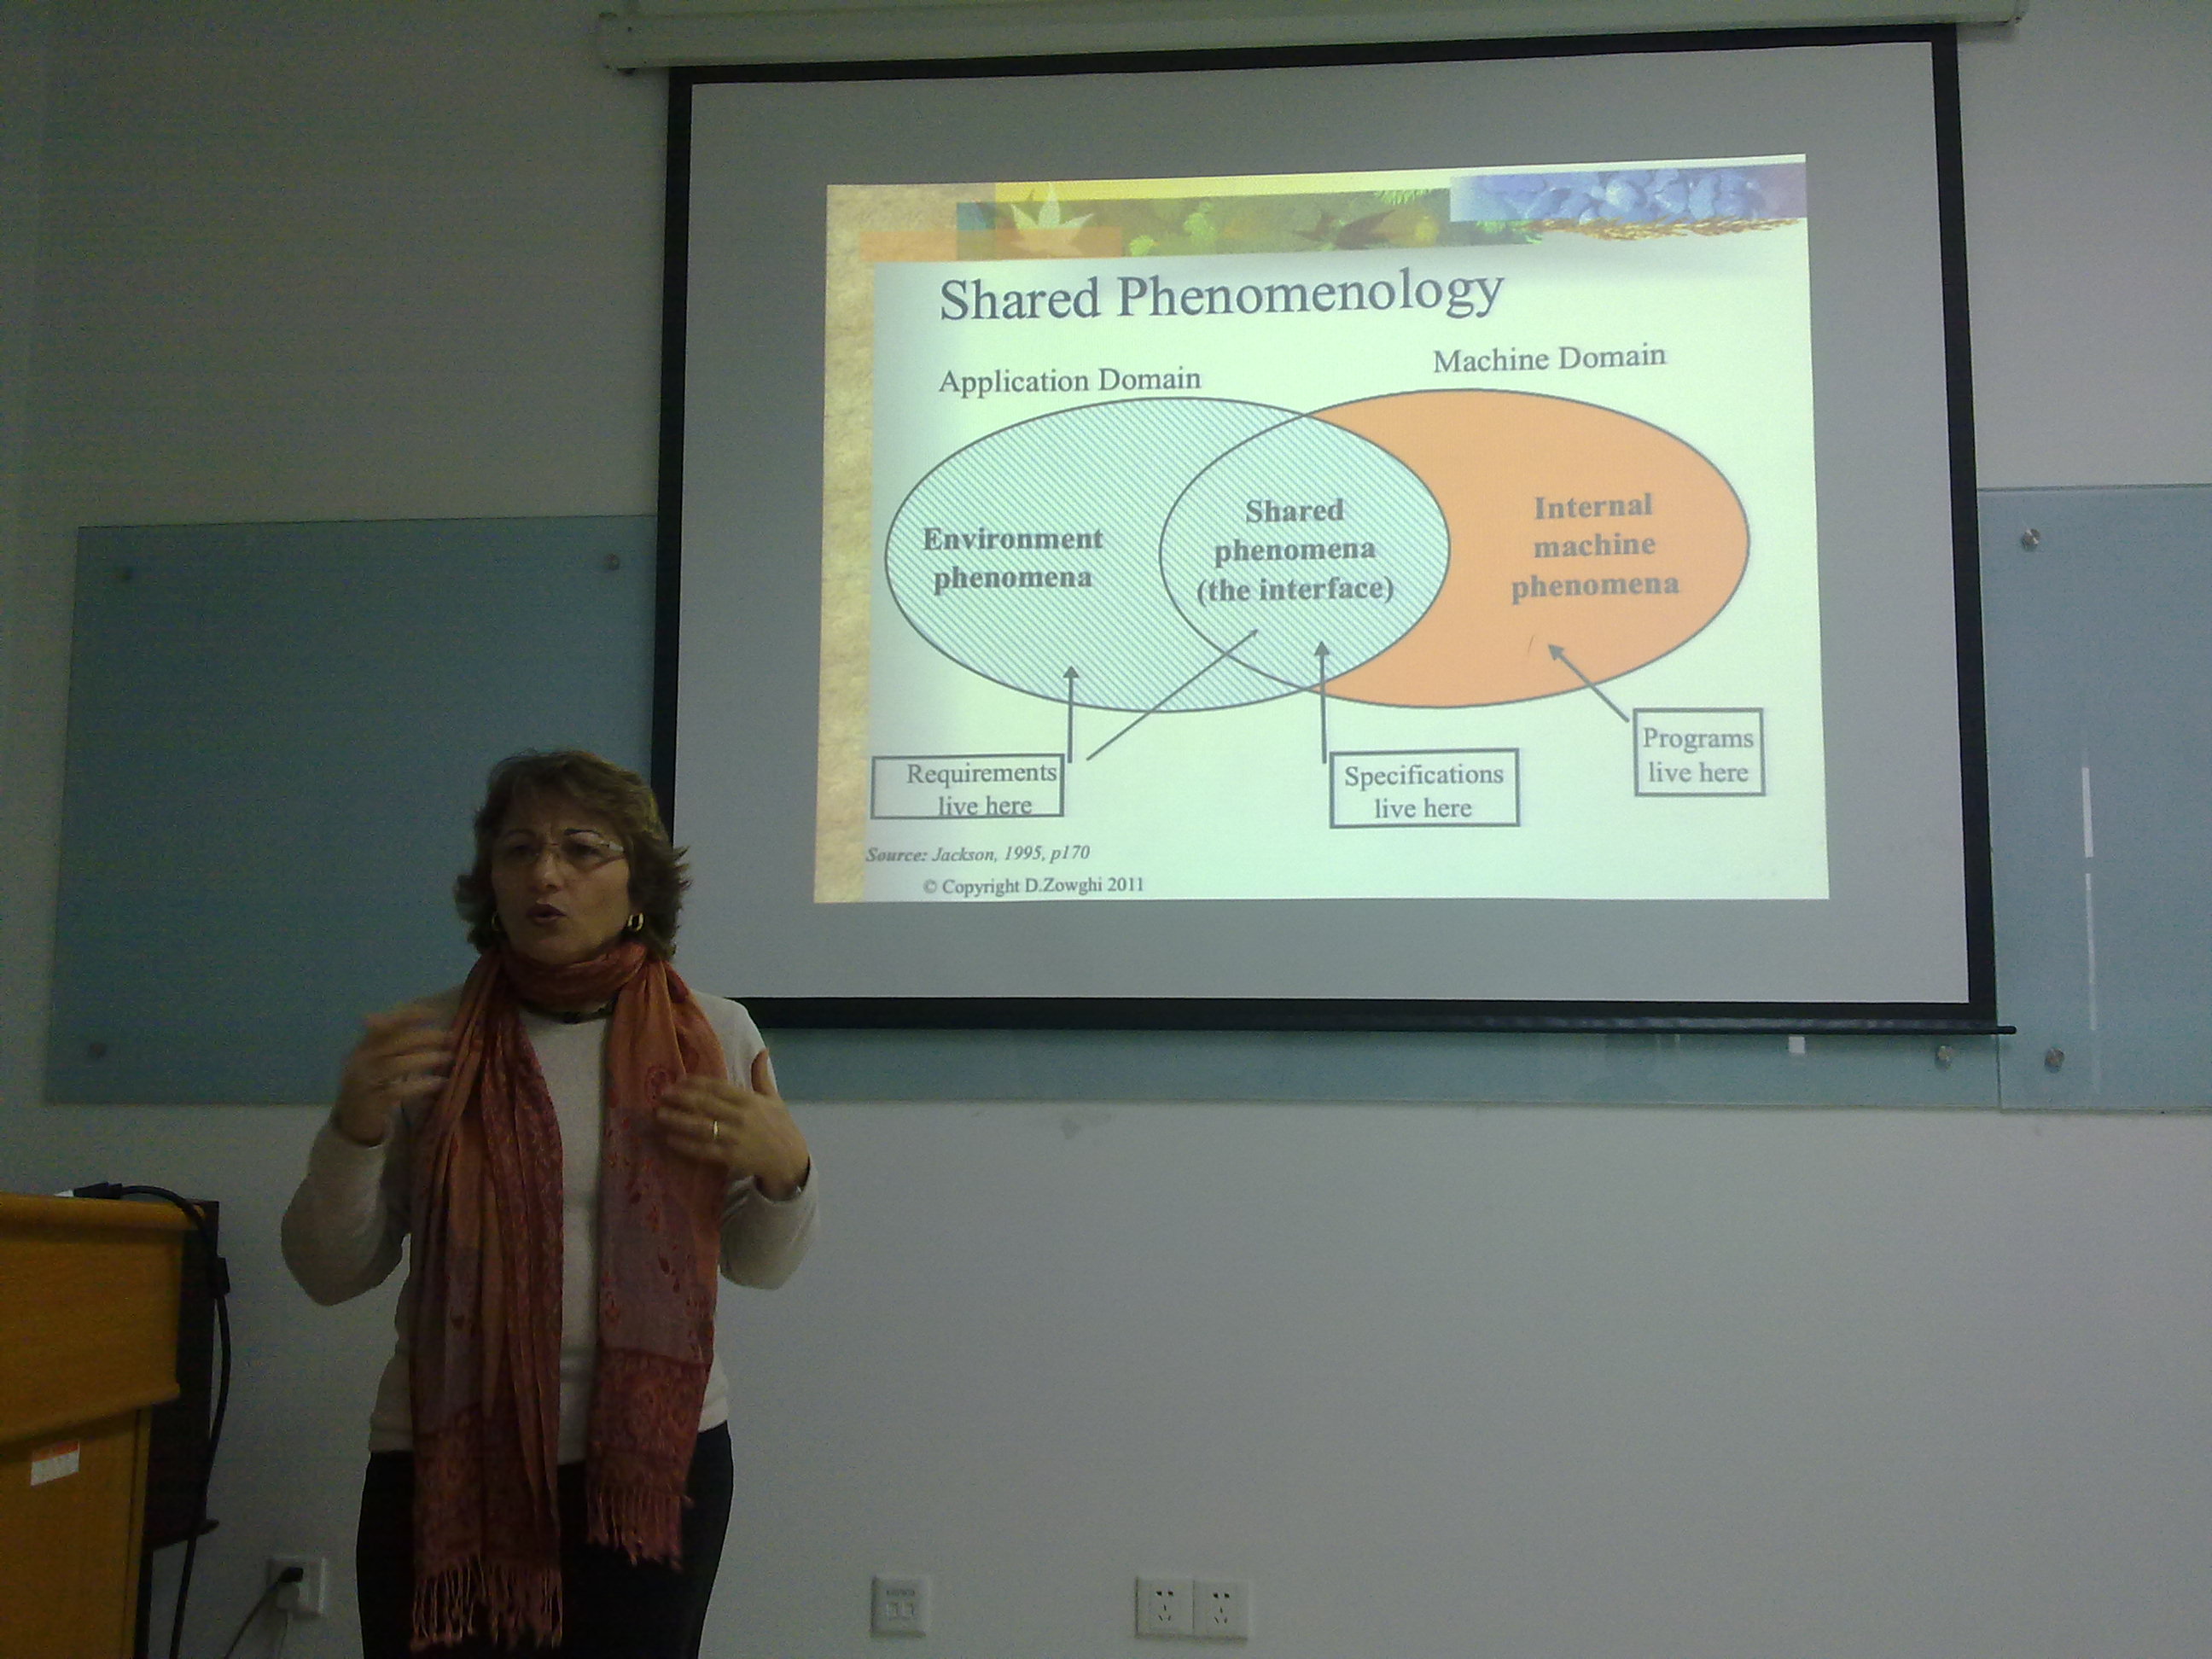 Shared Phenomenology
Application Domain
Machine Domain
Environment
phenomena
Shared
phenomena
(the interface)
Internal
machine
phenomena
Requirements
live here
Specifications
live here
Programs
live here
Source: Jackson, 1995, p170
© Copyright D.Zowghi 2011